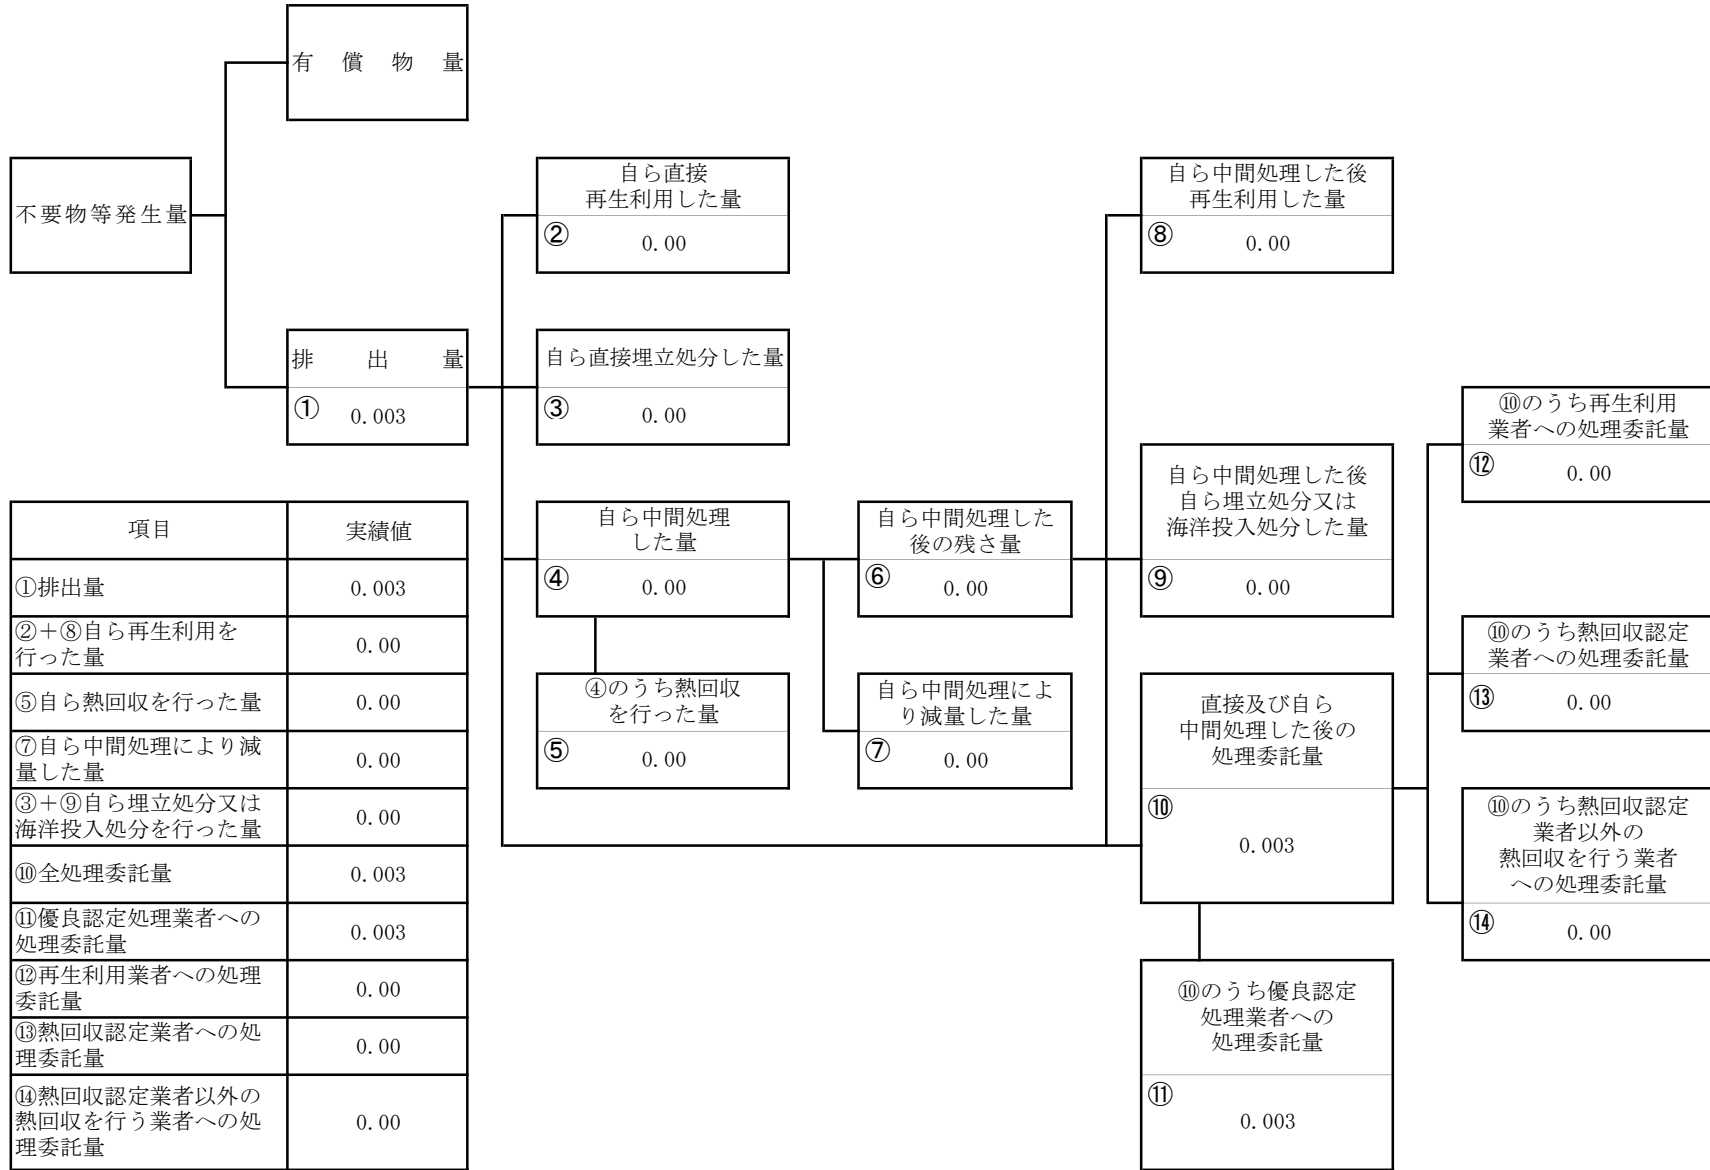 有償物量
不要物等発生量
排出量
① 0.003
自ら直接
再生利用した量
② 0.00
自ら直接埋立処分した量
③ 0.00
自ら中間処理
した量
④ 0.00
④のうち熱回収
を行った量
⑤ 0.00
自ら中間処理した
後の残さ量
⑥ 0.00
自ら中間処理によ
り減量した量
⑦ 0.00
自ら中間処理した後
再生利用した量
⑧ 0.00
自ら中間処理した後
自ら埋立処分又は
海洋投入処分した量
⑨ 0.00
直接及び自ら
中間処理した後の
処理委託量
⑩
0.003
⑩のうち優良認定
処理業者への
処理委託量
⑪
0.003
⑩のうち再生利用
業者への処理委託量
⑫ 0.00
⑩のうち熱回収認定
業者への処理委託量
⑬ 0.00
⑩のうち熱回収認定
業者以外の
熱回収を行う業者
への処理委託量
⑭ 0.00
項目 実績値
①排出量 0.003
②＋⑧自ら再生利用を
行った量 0.00
⑤自ら熱回収を行った量 0.00
⑦自ら中間処理により減
量した量 0.00
③＋⑨自ら埋立処分又は
海洋投入処分を行った量 0.00
⑩全処理委託量 0.003
⑪優良認定処理業者への
処理委託量 0.003
⑫再生利用業者への処理
委託量 0.00
⑬熱回収認定業者への処
理委託量 0.00
⑭熱回収認定業者以外の
熱回収を行う業者への処
理委託量 0.00